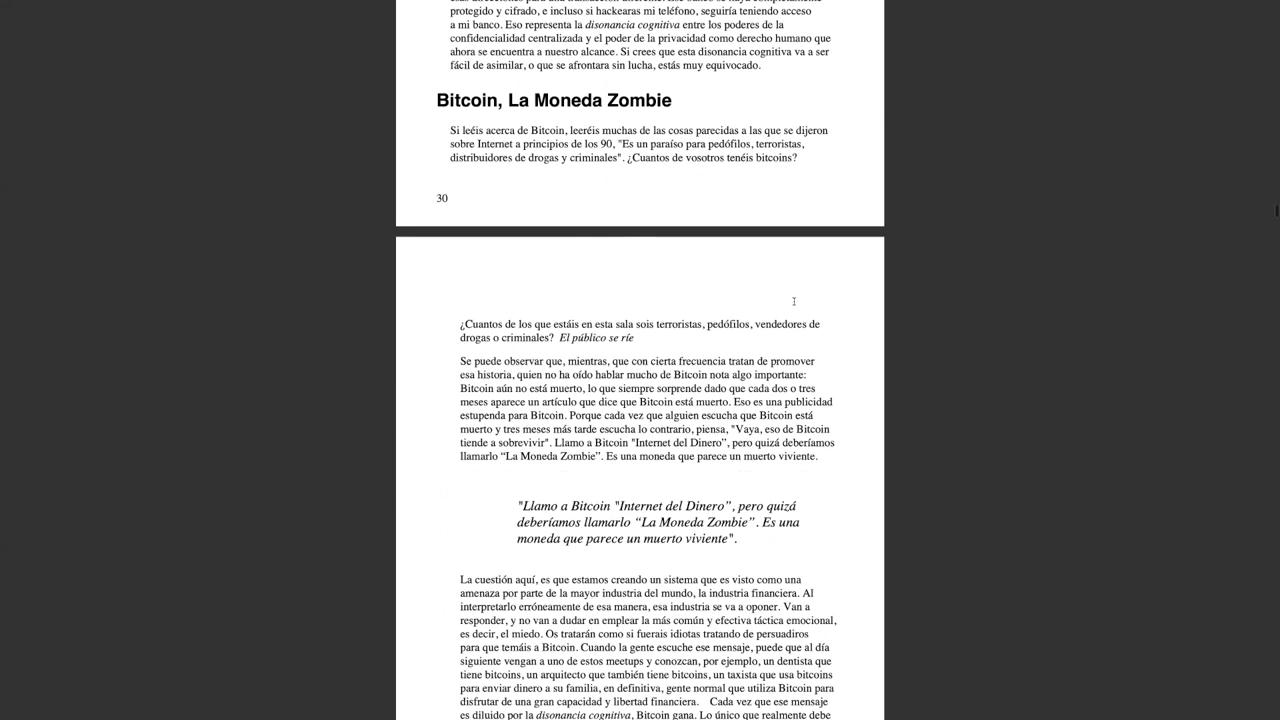 protegido y cifrado, e incluso si hackearas mi teléfono, seguiría teniendo acceso
a mi banco. Eso representa la disonancia cognitiva entre los poderes de la
confidencialidad centralizada y el poder de la privacidad como derecho humano que
ahora se encuentra a nuestro alcance. Si crees que esta disonancia cognitiva va a ser
fácil de asimilar, o que se afrontara sin lucha, estás muy equivocado.
Bitcoin, La Moneda Zombie
Si leéis acerca de Bitcoin, leeréis muchas de las cosas parecidas a las que se dijeron
sobre Internet a principios de los 90, "Es un paraíso para pedófilos, terroristas,
distribuidores de drogas y criminales". ¿Cuantos de vosotros tenéis bitcoins?
30
¿Cuantos de los que estáis en esta sala sois terroristas, pedófilos, vendedores de
drogas o criminales? El público se ríe
Se puede observar que, mientras, que con cierta frecuencia tratan de promover
esa historia, quien no ha oído hablar mucho de Bitcoin nota algo importante:
Bitcoin aún no está muerto, lo que siempre sorprende dado que cada dos o tres
meses aparece un artículo que dice que Bitcoin está muerto. Eso es una publicidad
estupenda para Bitcoin. Porque cada vez que alguien escucha que Bitcoin está
muerto y tres meses más tarde escucha lo contrario, piensa, "Vaya, eso de Bitcoin
tiende a sobrevivir". Llamo a Bitcoin "Internet del Dinero”, pero quizá deberíamos
llamarlo “La Moneda Zombie”. Es una moneda que parece un muerto viviente.
"Llamo a Bitcoin "Internet del Dinero”, pero quizá
deberíamos llamarlo “La Moneda Zombie”. Es una
moneda que parece un muerto viviente".
La cuestión aquí, es que estamos creando un sistema que es visto como una
amenaza por parte de la mayor industria del mundo, la industria financiera. Al
interpretarlo erróneamente de esa manera, esa industria se va a oponer. Van a
responder, y no van a dudar en emplear la más común y efectiva táctica emocional,
es decir, el miedo. Os tratarán como si fuerais idiotas tratando de persuadiros
para que temáis a Bitcoin. Cuando la gente escuche ese mensaje, puede que al día
siguiente vengan a uno de estos meetups y conozcan, por ejemplo, un dentista que
tiene bitcoins, un arquitecto que también tiene bitcoins, un taxista que usa bitcoins
para enviar dinero a su familia, en definitiva, gente normal que utiliza Bitcoin para
disfrutar de una gran capacidad y libertad financiera. Cada vez que ese mensaje
es diluido por la disonancia cognitiva, Bitcoin gana. Lo único que realmente debe